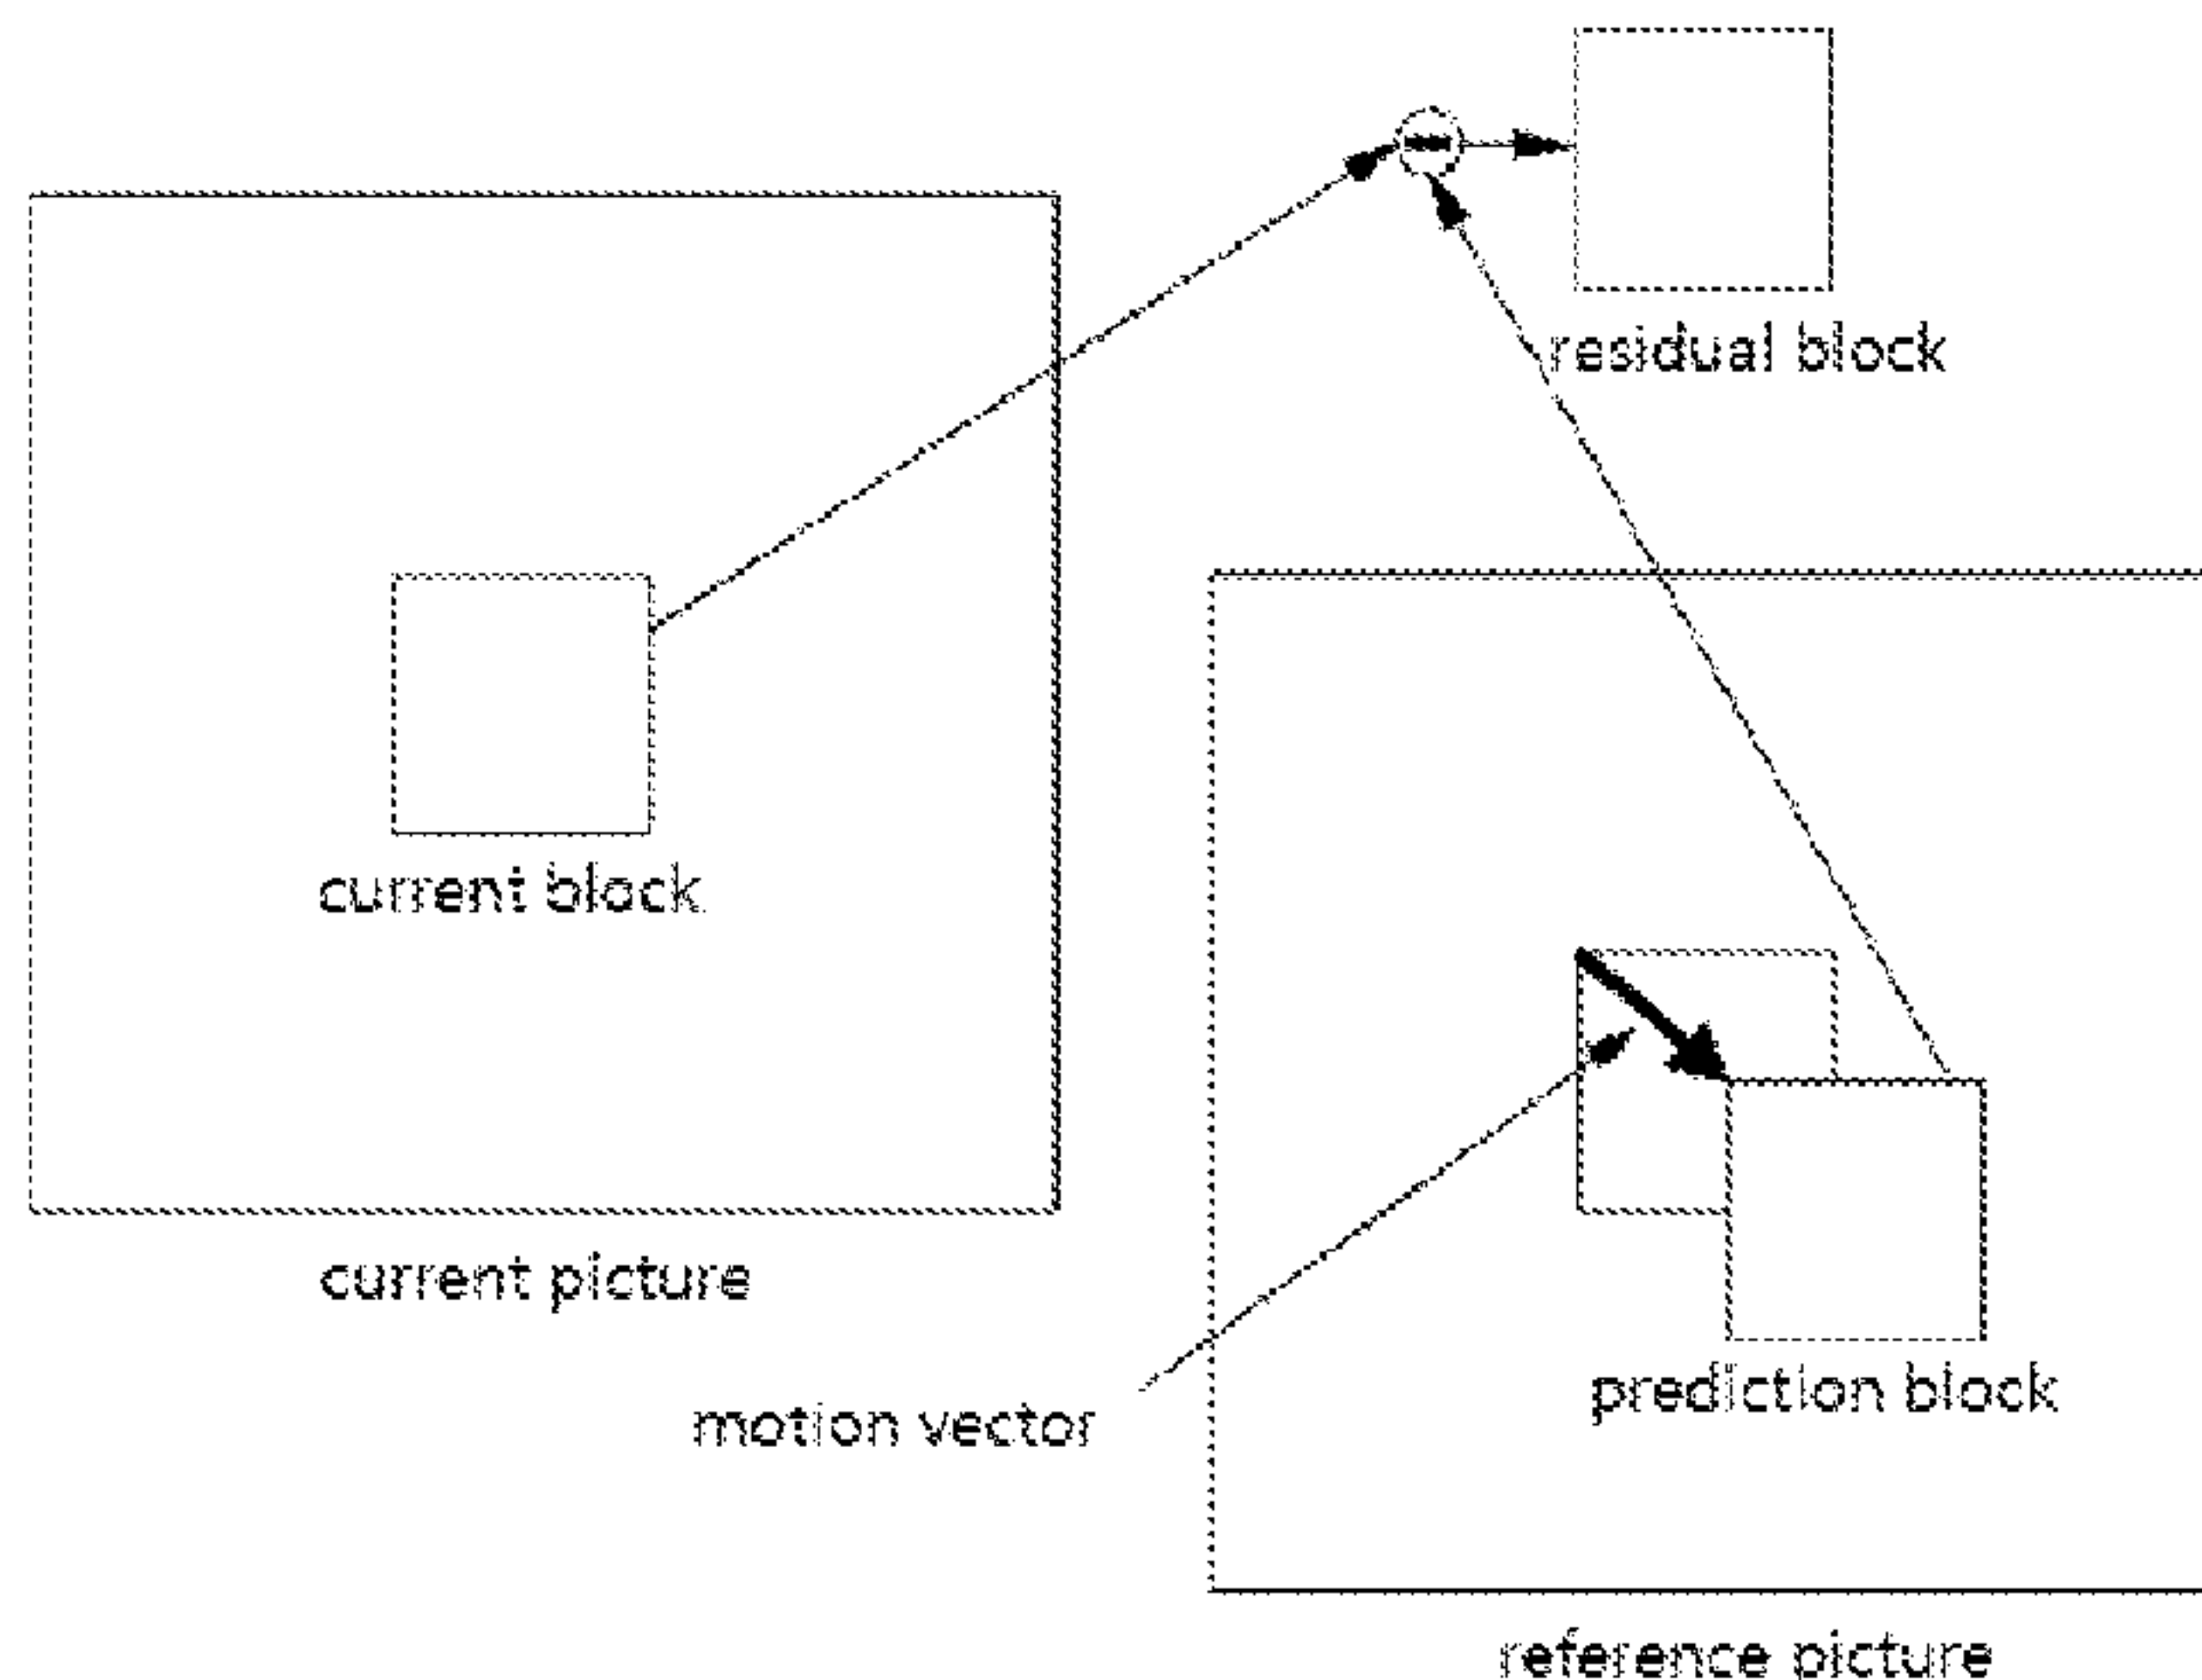 residual block
current block
current picture
prediction block
motion vector
reference picture